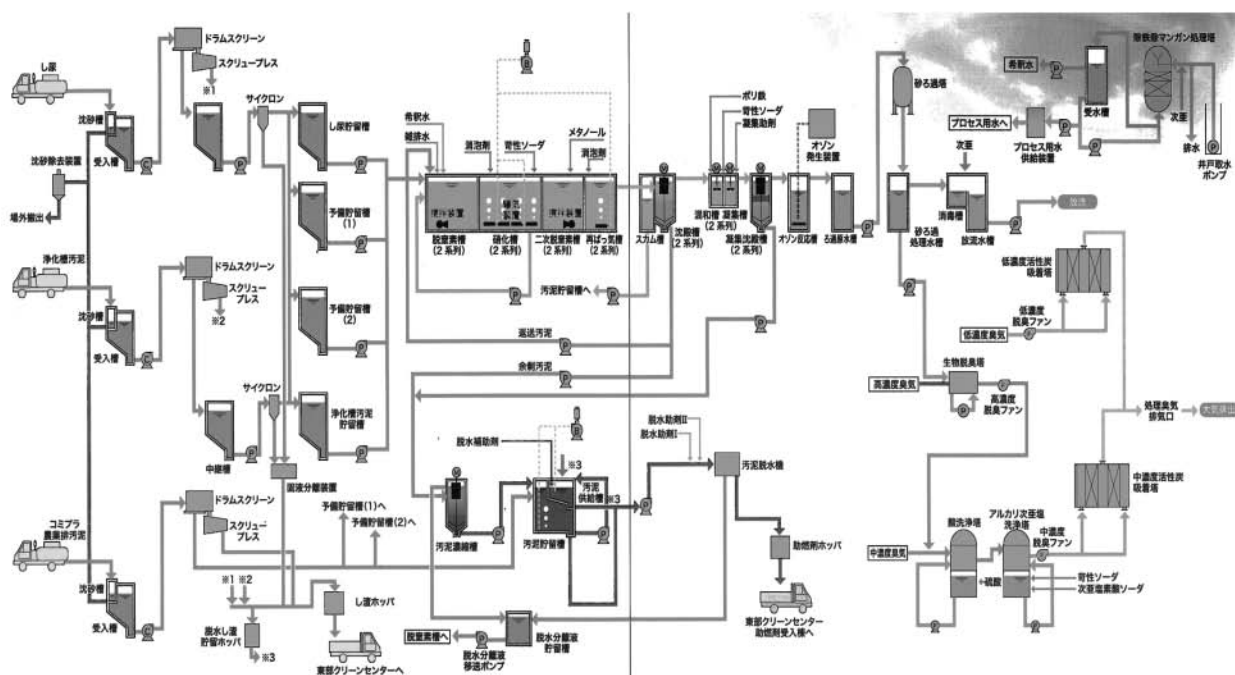 し尿
沈砂槽
受入槽
沈砂除去装置
場外搬出
ドラムスクリーン
スクリュープレス
※1
サイクロン
し尿貯留槽
予備貯留槽
(1)
予備貯留槽
(2)
浄化槽汚泥
沈砂槽
受入槽
ドラムスクリーン
スクリュー
プレス
※2
中継槽
サイクロン
浄化槽汚泥
貯留槽
固液分離装置
コミプラ
農業排汚泥
沈砂槽
受入槽
ドラムスクリーン
スクリュー
プレス
※1 ※2
脱水し渣
貯留ホッパ
※3
し渣ホッパ
東部クリーンセンターへ
予備貯留槽(1)へ
予備貯留槽(2)へ
希釈水
雑排水
消泡剤
苛性ソーダ
メタノール
消泡剤
撹拌装置
撹拌装置
脱窒素槽
(2系列)
硝化槽
(2系列)
二次脱窒素槽
(2系列)
再ばっ気槽
(2系列)
スカム槽
沈殿槽
(2系列)
汚泥貯留槽へ
返送汚泥
余剰汚泥
ポリ鉄
苛性ソーダ
凝集助剤
混和槽
(2系列)
凝集槽
(2系列)
凝集沈殿槽
(2系列)
オゾン
発生装置
オゾン反応槽
ろ過原水槽
砂ろ過塔
砂ろ過
処理水槽
次亜
消毒槽
放流水槽
放流
希釈水
プロセス用水へ
プロセス用水
供給装置
受水槽
除鉄除マンガン処理塔
次亜
排水
井戸取水
ポンプ
低濃度活性炭
吸着塔
低濃度臭気
低濃度
脱臭ファン
生物脱臭塔
高濃度臭気
高濃度
脱臭ファン
処理臭気
排気口
大気排出
中濃度活性炭
吸着塔
酸洗浄塔
アルカリ次亜塩
洗浄塔
中濃度
脱臭ファン
中濃度臭気
硫酸
苛性ソーダ
次亜塩素酸ソーダ
脱水補助剤
※3
汚泥
供給槽
※3
汚泥濃縮槽
汚泥貯留槽
脱水助剤II
脱水助剤I
汚泥脱水機
助燃剤ホッパ
東部クリーンセンター
助燃剤受入棟へ
脱窒素槽へ
脱水分離液
移送ポンプ
脱水分離液
貯留槽